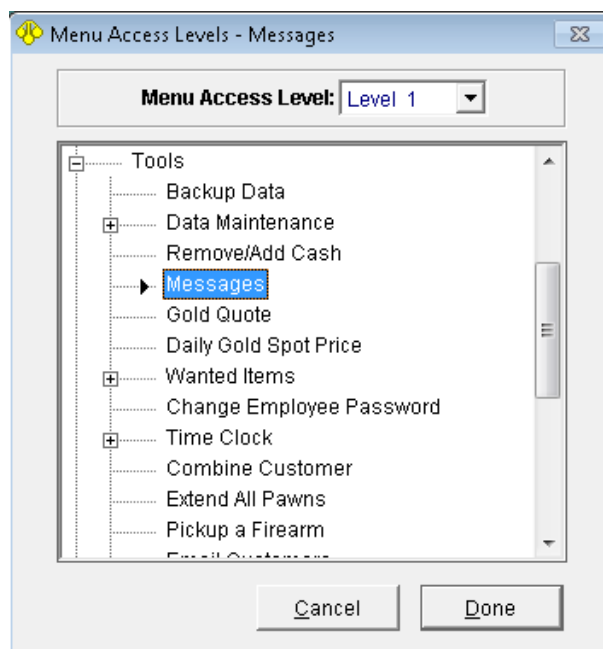 Menu Access Levels - Messages
Menu Access Level: Level 1
Tools
Backup Data
Data Maintenance
Remove/Add Cash
Messages
Gold Quote
Daily Gold Spot Price
Wanted Items
Change Employee Password
Time Clock
Combine Customer
Extend All Pawns
Pickup a Firearm
Email Customers
Cancel Done